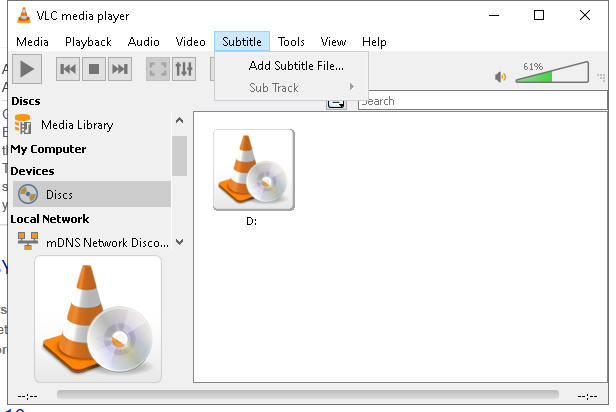 VLC media player
Media Playback Audio Video Subtitle Tools View Help
Add Subtitle File...
Sub Track
61%
Discs
Search
Media Library
My Computer
Devices
Discs
Local Network
mDNS Network Disco...
D:
--:-- --:--